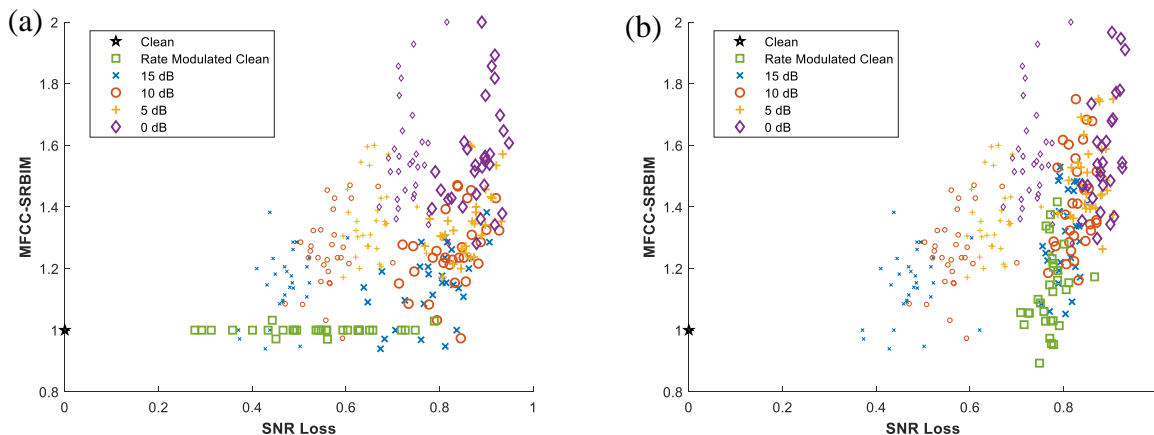 (a)
2
1.8
1.6
1.4
1.2
1
0.8
MFCC-SRBIM
Clean
Rate Modulated Clean
15 dB
10 dB
5 dB
0 dB
0 0.2 0.4 0.6 0.8 1
SNR Loss
(b)
2
1.8
1.6
1.4
1.2
1
0.8
MFCC-SRBIM
Clean
Rate Modulated Clean
15 dB
10 dB
5 dB
0 dB
0 0.2 0.4 0.6 0.8
SNR Loss